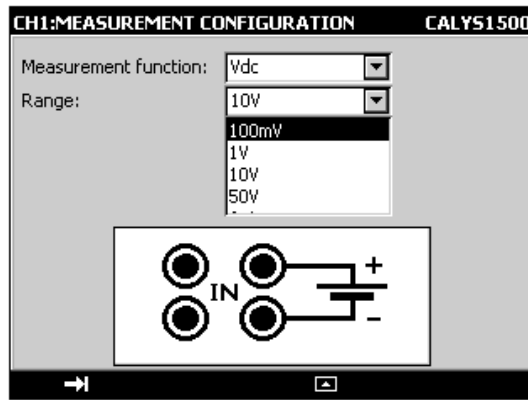 CH1:MEASUREMENT CONFIGURATION CALYS1500
Measurement function: Vdc
Range: 10V
100mV
1V
10V
50V
+
IN
-